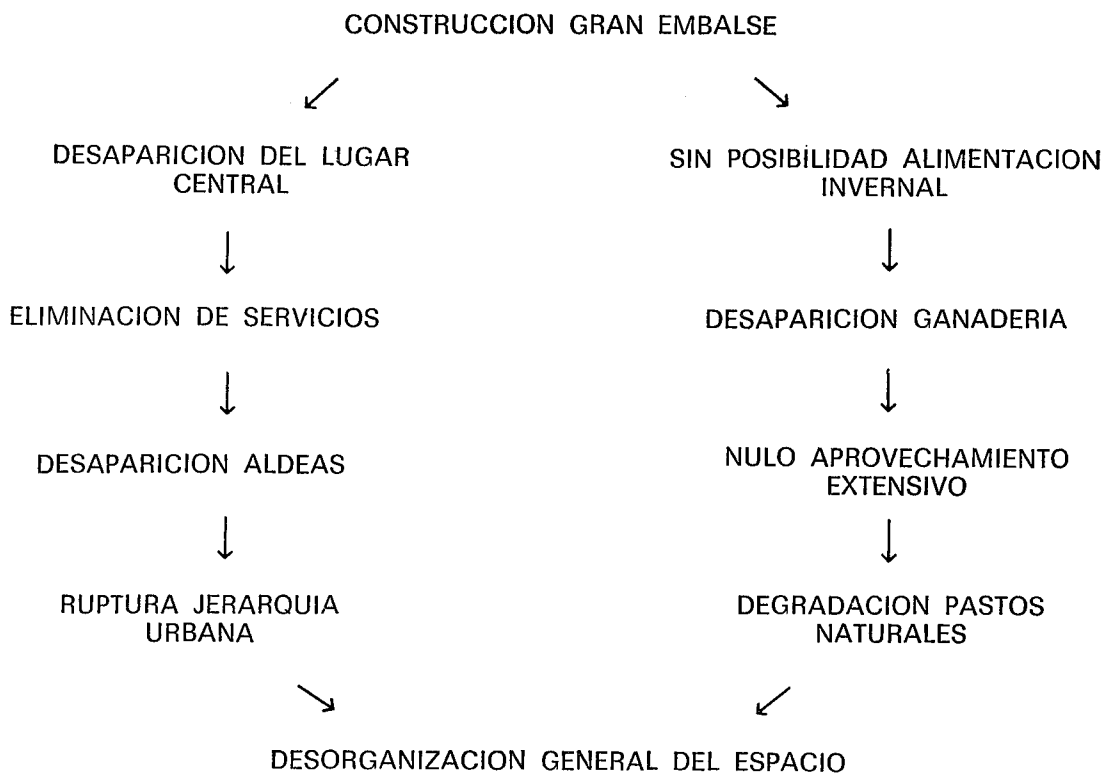 CONSTRUCCION GRAN EMBALSE
DESAPARICION DEL LUGAR
CENTRAL
SIN POSIBILIDAD ALIMENTACION
INVERNAL
ELIMINACION DE SERVICIOS
DESAPARICION GANADERIA
DESAPARICION ALDEAS
NULO APROVECHAMIENTO
EXTENSIVO
RUPTURA JERARQUIA
URBANA
DEGRADACION PASTOS
NATURALES
DESORGANIZACION GENERAL DEL ESPACIO